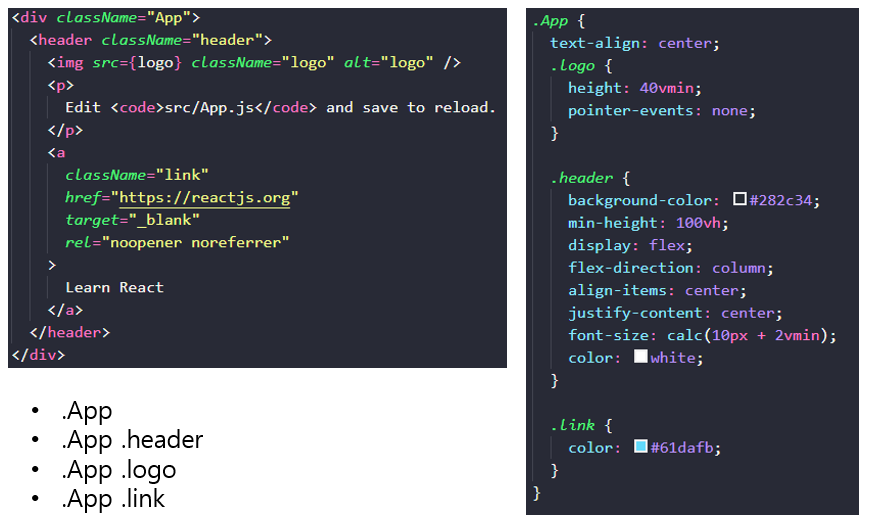 <div className="App">
<header className="header">
<img src={logo} className="logo" alt="logo" />
<p>
Edit <code>src/App.js</code> and save to reload.
</p>
<a
className="link"
href="https://reactjs.org"
target="_blank"
rel="noopener noreferrer"
>
Learn React
</a>
</header>
</div>
• .App
• .App .header
• .App .logo
• .App .link
.App {
text-align: center;
.logo {
height: 40vmin;
pointer-events: none;
}
.header {
background-color: #282c34;
min-height: 100vh;
display: flex;
flex-direction: column;
align-items: center;
justify-content: center;
font-size: calc(10px + 2vmin);
color: white;
}
.link {
color: #61dafb;
}
}